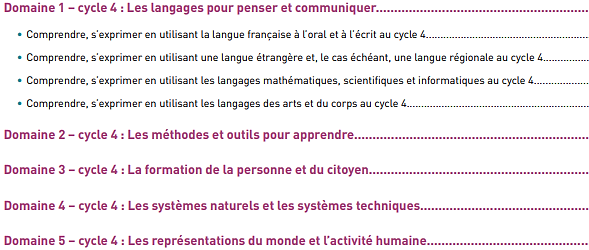 Domaine 1 – cycle 4 : Les langages pour penser et communiquer..........................................................
• Comprendre, s'exprimer en utilisant la langue française à l'oral et à l'écrit au cycle 4..........................................................
• Comprendre, s'exprimer en utilisant une langue étrangère et, le cas échéant, une langue régionale au cycle 4................
• Comprendre, s'exprimer en utilisant les langages mathématiques, scientifiques et informatiques au cycle 4...................
• Comprendre, s'exprimer en utilisant les langages des arts et du corps au cycle 4................................................................
Domaine 2 – cycle 4 : Les méthodes et outils pour apprendre................................................................
Domaine 3 – cycle 4 : La formation de la personne et du citoyen............................................................
Domaine 4 – cycle 4 : Les systèmes naturels et les systèmes techniques..............................................
Domaine 5 – cycle 4 : Les représentations du monde et l'activité humaine............................................